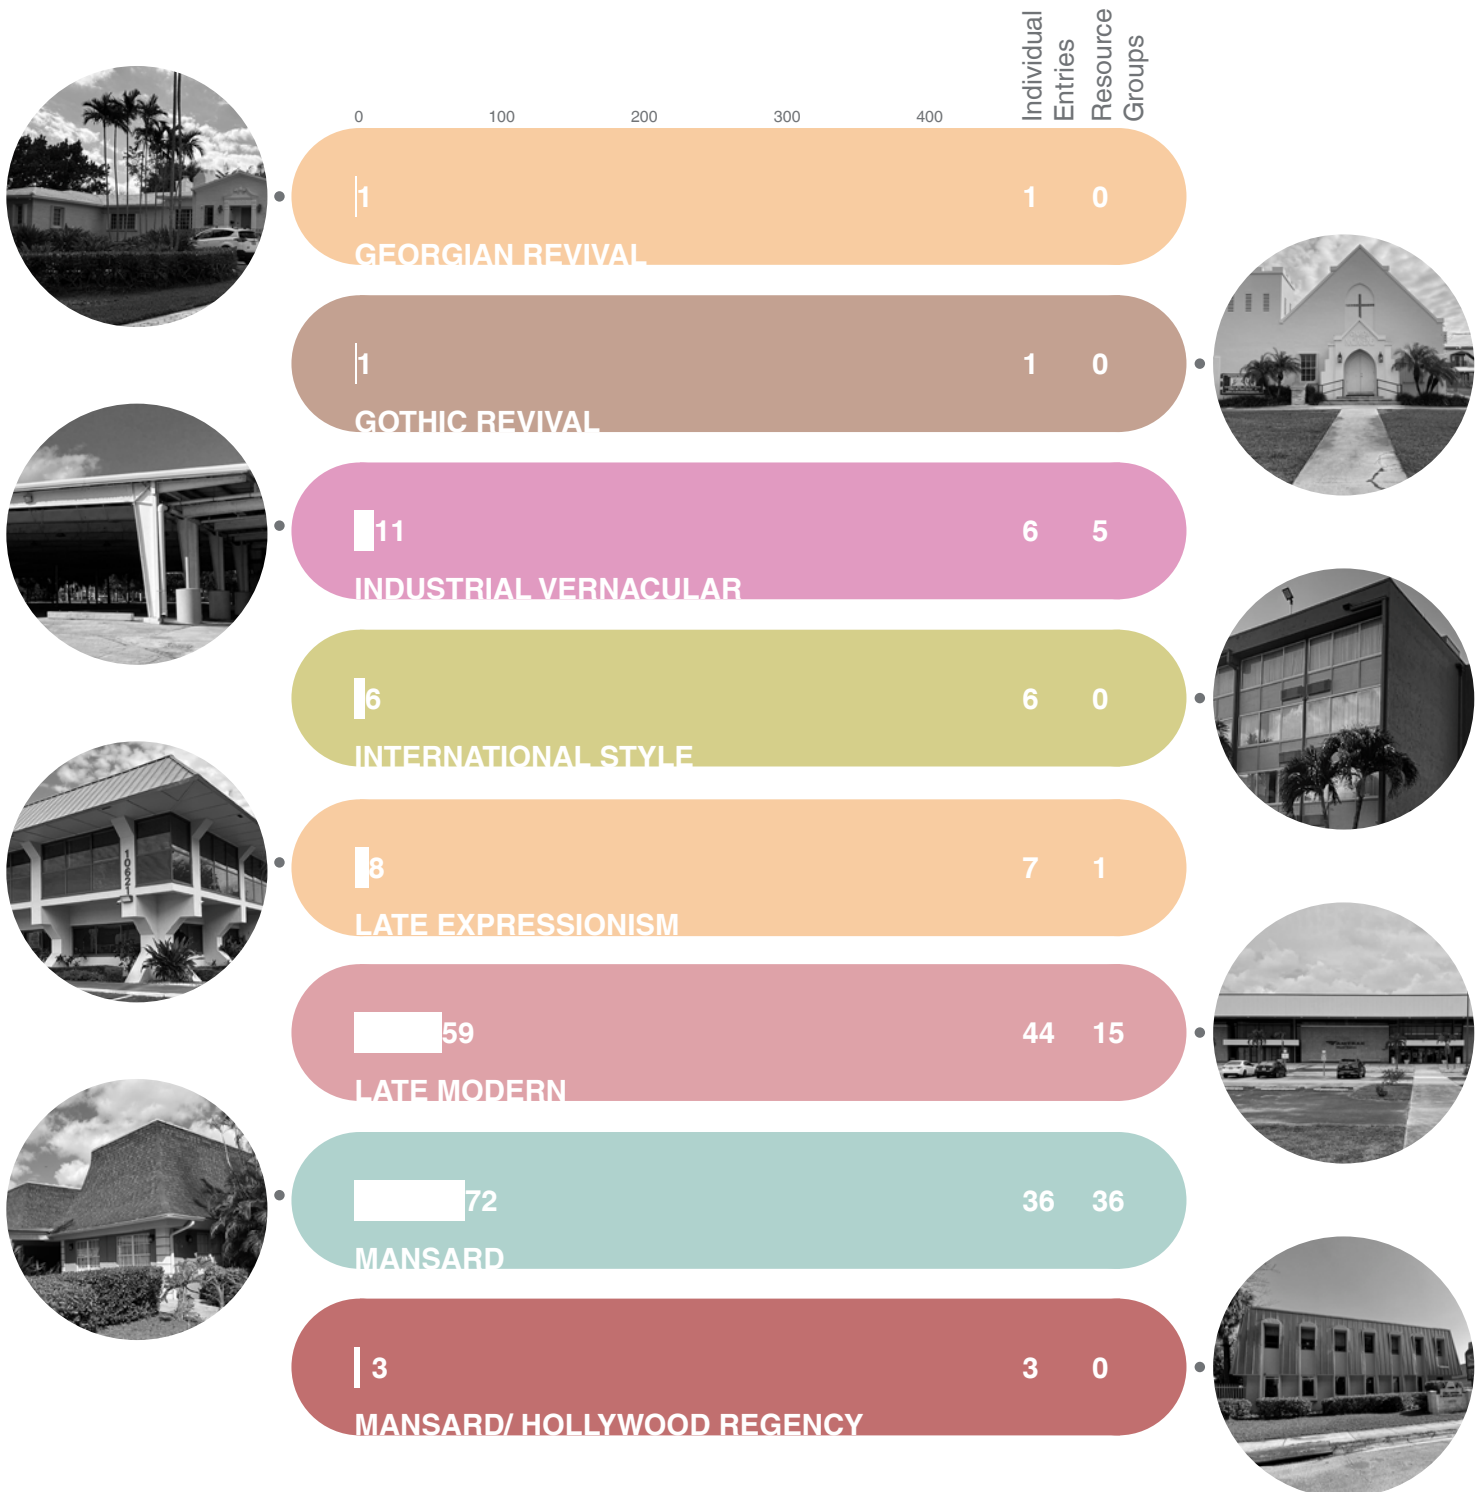 Individual
Entries
Resource
Groups
0 100 200 300 400
1 1 0
GEORGIAN REVIVAL
1 1 0
GOTHIC REVIVAL
11 6 5
INDUSTRIAL VERNACULAR
6 6 0
INTERNATIONAL STYLE
10621
8 7 1
LATE EXPRESSIONISM
59 44 15
LATE MODERN
72 36 36
MANSARD
3 3 0
MANSARD/ HOLLYWOOD REGENCY